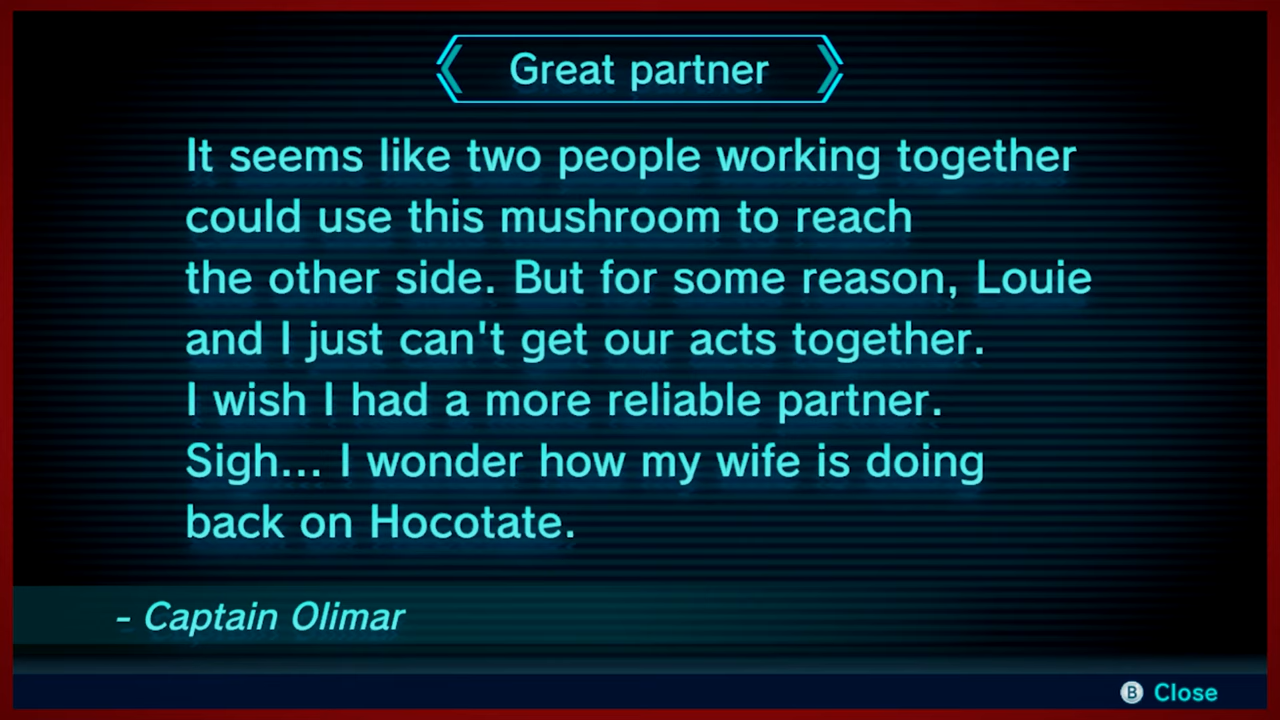 Great partner
It seems like two people working together
could use this mushroom to reach
the other side. But for some reason, Louie
and I just can't get our acts together.
I wish I had a more reliable partner.
Sigh... I wonder how my wife is doing
back on Hocotate.
- Captain Olimar
B Close